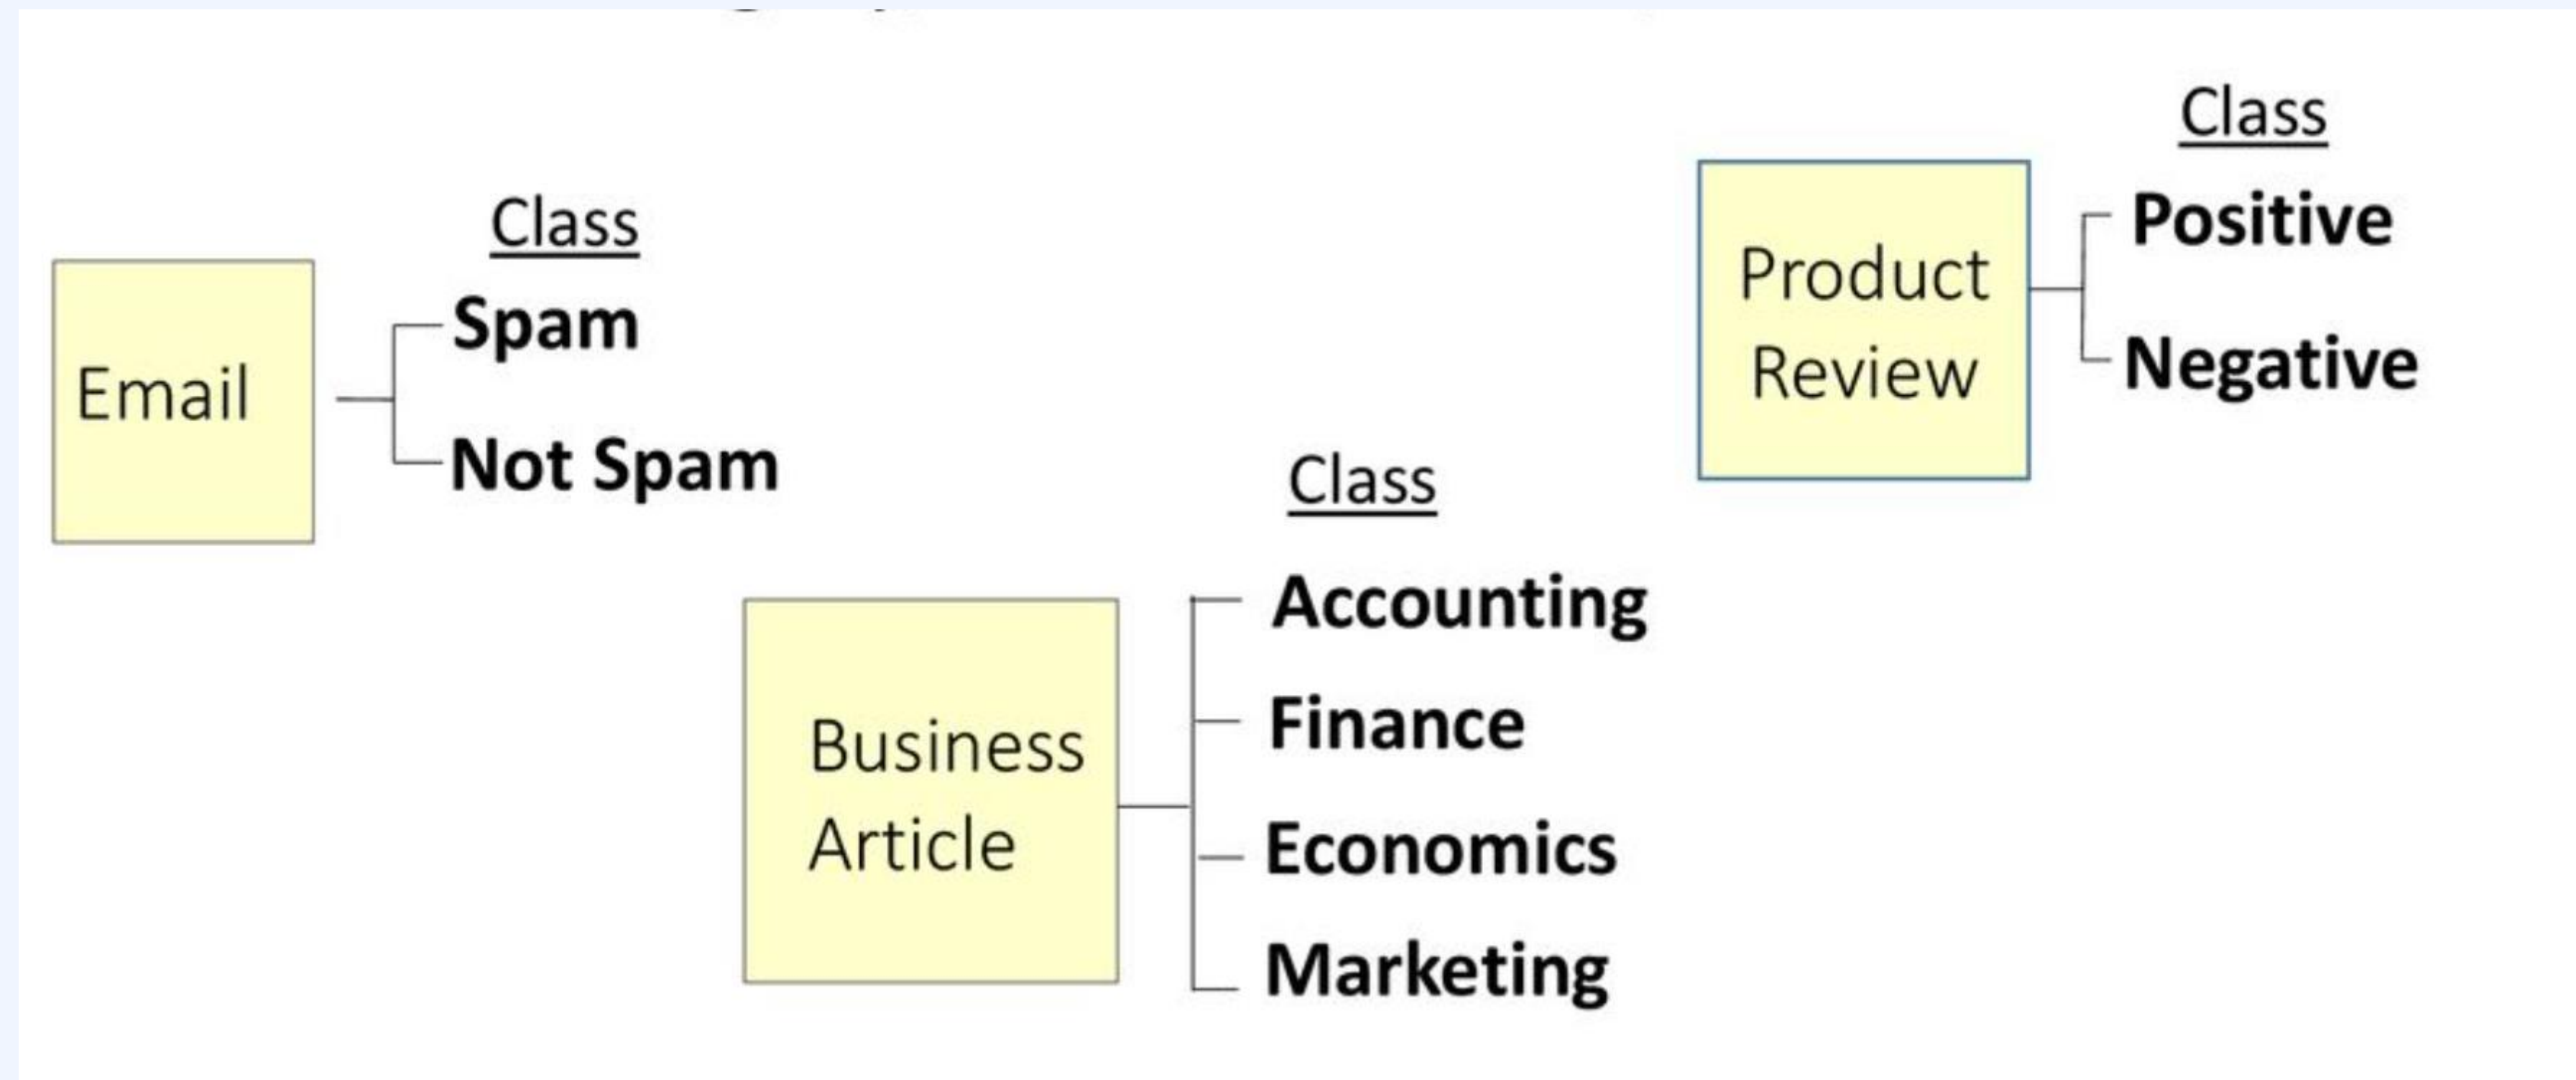 Class
Spam
Email
Not Spam
Class
Positive
Product
Review
Negative
Class
Accounting
Finance
Business
Article
Economics
Marketing